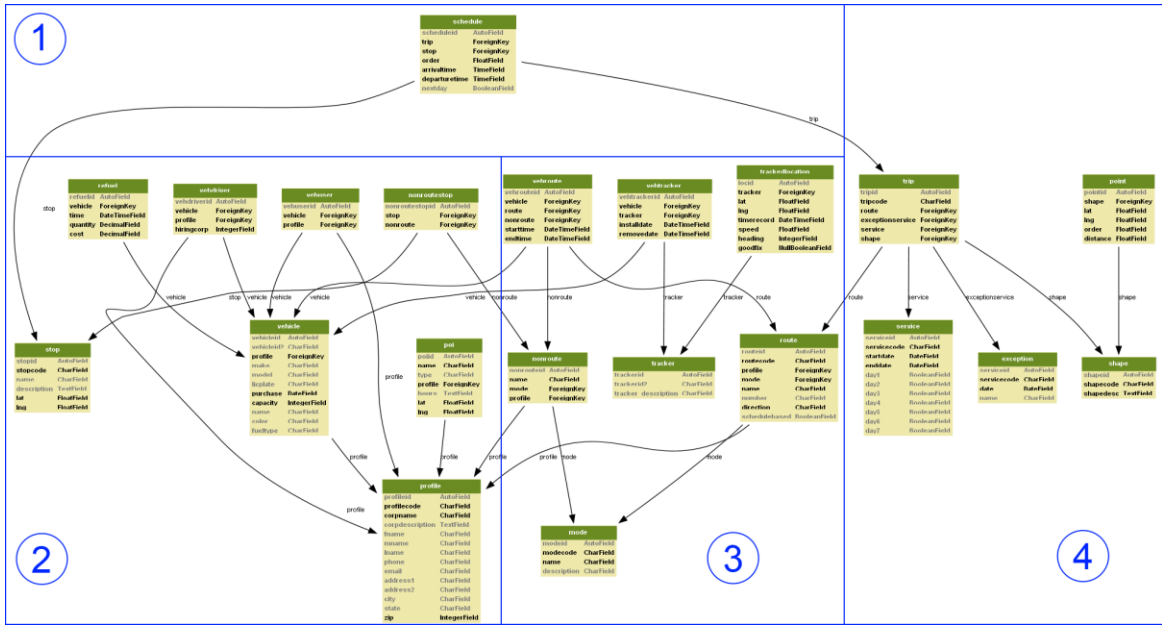 1
schedule
scheduleid AutoField
trip ForeignKey
stop ForeignKey
order FloatField
arrivaltime TimeField
departuretime TimeField
nextday BooleanField
trip
stop
refuel
refuelid AutoField
vehicle ForeignKey
time DateTimeField
quantity DecimalField
cost DecimalField
vehdriver
vehdriverid AutoField
vehicle ForeignKey
profile ForeignKey
hiringcorp IntegerField
vehuser
vehuserid AutoField
vehicle ForeignKey
profile ForeignKey
nonroutestop
nonroutestopid AutoField
stop ForeignKey
nonroute ForeignKey
vehroute
vehrouteid AutoField
vehicle ForeignKey
route ForeignKey
nonroute ForeignKey
starttime DateTimeField
endtime DateTimeField
vehtracker
vehtrackerid AutoField
vehicle ForeignKey
tracker ForeignKey
installdate DateTimeField
removedate DateTimeField
trackedlocation
locid AutoField
tracker ForeignKey
lat FloatField
lng FloatField
timerecord DateTimeField
speed FloatField
heading IntegerField
goodfix NullBooleanField
trip
tripid AutoField
tripcode CharField
route ForeignKey
exceptionservice ForeignKey
service ForeignKey
shape ForeignKey
point
pointid AutoField
shape ForeignKey
lat FloatField
lng FloatField
order FloatField
distance FloatField
vehicle stop vehicle vehicle vehicle vehicle nonroute nonroute tracker tracker route route service exceptionservice shape shape
stop
stopid AutoField
stopcode CharField
name CharField
description TextField
lat FloatField
lng FloatField
vehicle
vehicleid AutoField
vehicleid2 CharField
profile ForeignKey
make CharField
model CharField
licplate CharField
purchase DateField
capacity IntegerField
name CharField
color CharField
fueltype CharField
profile
poi
poiid AutoField
name CharField
type CharField
profile ForeignKey
hours TextField
lat FloatField
lng FloatField
nonroute
nonrouteid AutoField
name CharField
mode ForeignKey
profile ForeignKey
tracker
trackerid AutoField
trackerid2 CharField
tracker_description CharField
route
routeid AutoField
routecode CharField
profile ForeignKey
mode ForeignKey
name CharField
number CharField
direction CharField
schedulebased BooleanField
service
serviceid AutoField
servicecode CharField
startdate DateField
enddate DateField
day1 BooleanField
day2 BooleanField
day3 BooleanField
day4 BooleanField
day5 BooleanField
day6 BooleanField
day7 BooleanField
exception
serviceid AutoField
servicecode CharField
date DateField
name CharField
shape
shapeid AutoField
shapecode CharField
shapedesc TextField
profile profile profile profile mode mode
profile
profile
profileid AutoField
profilecode CharField
corpname CharField
corpdescription TextField
fname CharField
mname CharField
lname CharField
phone CharField
email CharField
address1 CharField
address2 CharField
city CharField
state CharField
zip IntegerField
mode
modeid AutoField
modecode CharField
name CharField
description CharField
2
3
4